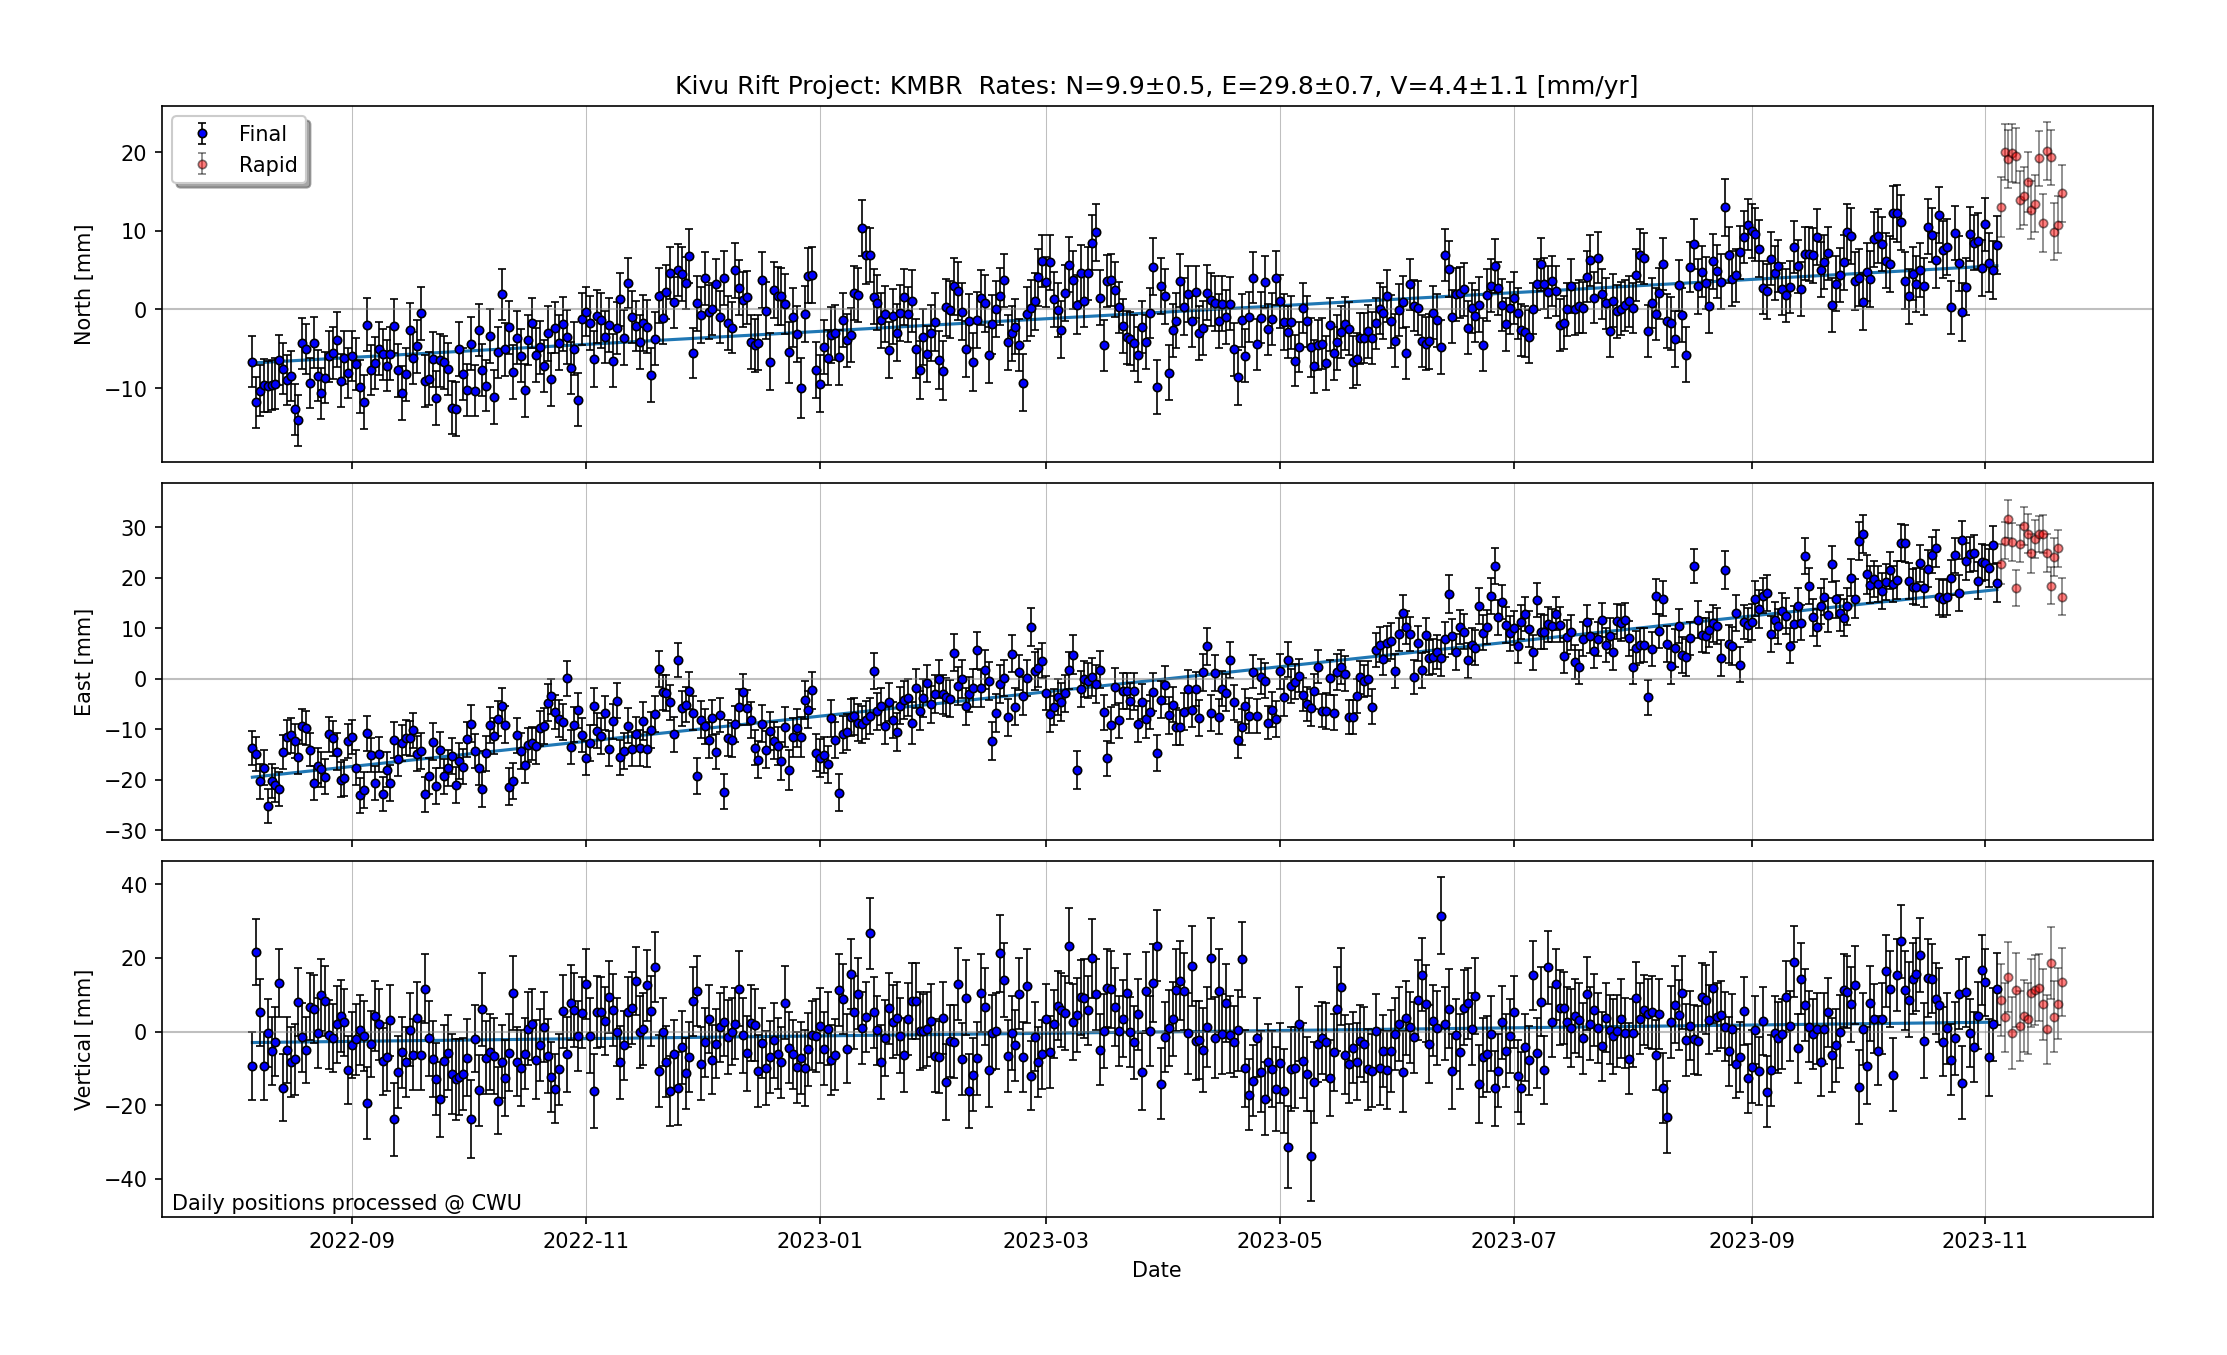 Kivu Rift Project: KMBR  Rates: N=9.9±0.5, E=29.8±0.7, V=4.4±1.1 [mm/yr]
Final
Rapid
North [mm]
20
10
0
−10
East [mm]
30
20
10
0
−10
−20
−30
Vertical [mm]
40
20
0
−20
−40
Daily positions processed @ CWU
2022-09 2022-11 2023-01 2023-03 2023-05 2023-07 2023-09 2023-11
Date